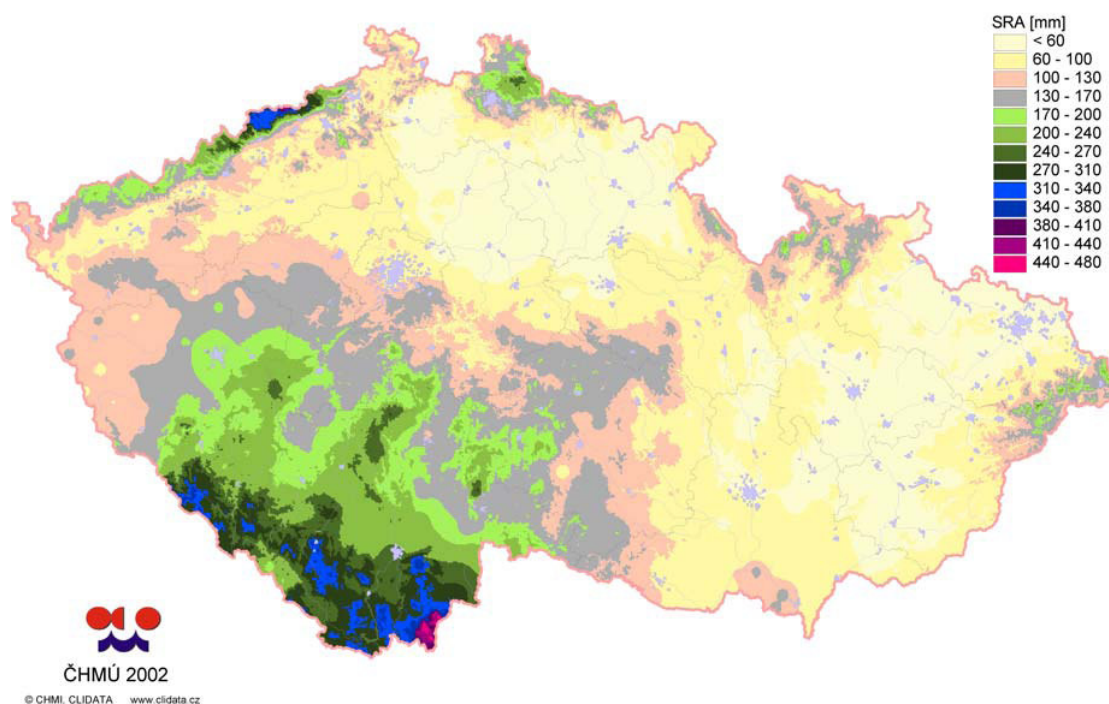 SRA [mm]
< 60
60 - 100
100 - 130
130 - 170
170 - 200
200 - 240
240 - 270
270 - 310
310 - 340
340 - 380
380 - 410
410 - 440
440 - 480
ČHMÚ 2002
© CHMI. CLIDATA www.clidata.cz